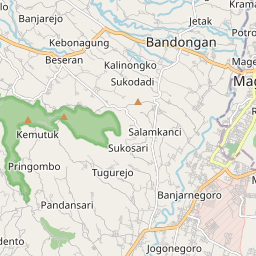 Banjarejo
Jetak
Potro
Kebonagung
Bandongan
Beseran
Kalinongko
Mage
Sukodadi
Mag
Salamkanci
Kemutuk
Sukosari
Pringombo
Tugurejo
Banjarnegoro
Pandansari
dento
Jogonegoro